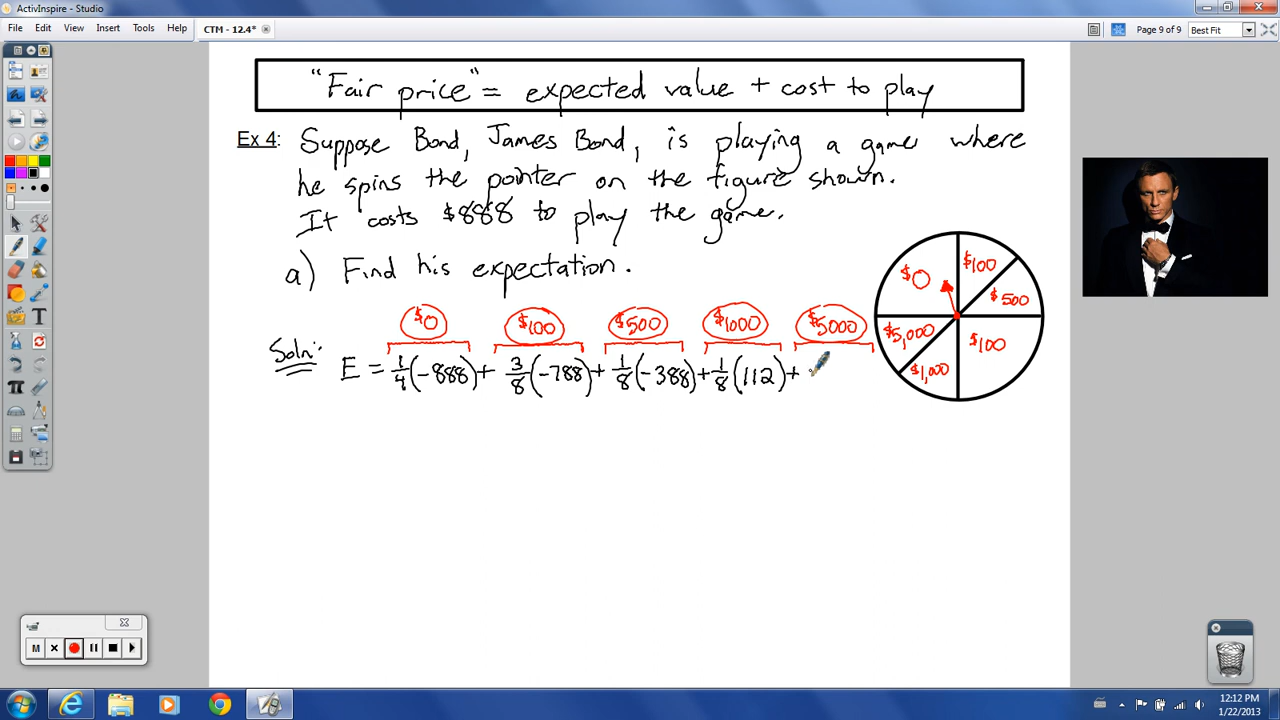 ActivInspire - Studio
File Edit View Insert Tools Help
CTM - 12.4*
Page 9 of 9
Best Fit
"Fair price" = expected value + cost to play
Ex 4: Suppose Bond, James Bond, is playing a game where
he spins the pointer on the figure shown.
It costs $888 to play the game.
a) Find his expectation.
$0 $100 $500 $1000 $5000
Soln: E = 1/4(-888) + 3/8(-788) + 1/8(-388) + 1/8(112) +
$0
$100
$500
$5,000
$100
$1,000
M
12:12 PM
1/22/2013